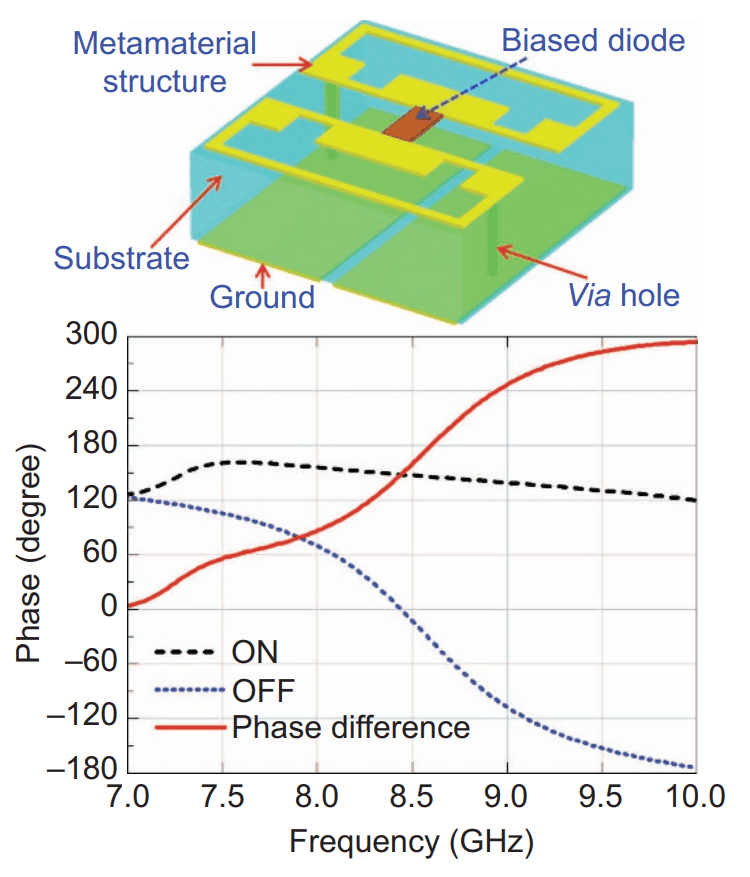 Metamaterial
structure
Biased diode
Substrate
Ground
Via hole
300
240
180
120
60
0
–60
–120
–180
Phase (degree)
ON
OFF
Phase difference
7.0 7.5 8.0 8.5 9.0 9.5 10.0
Frequency (GHz)